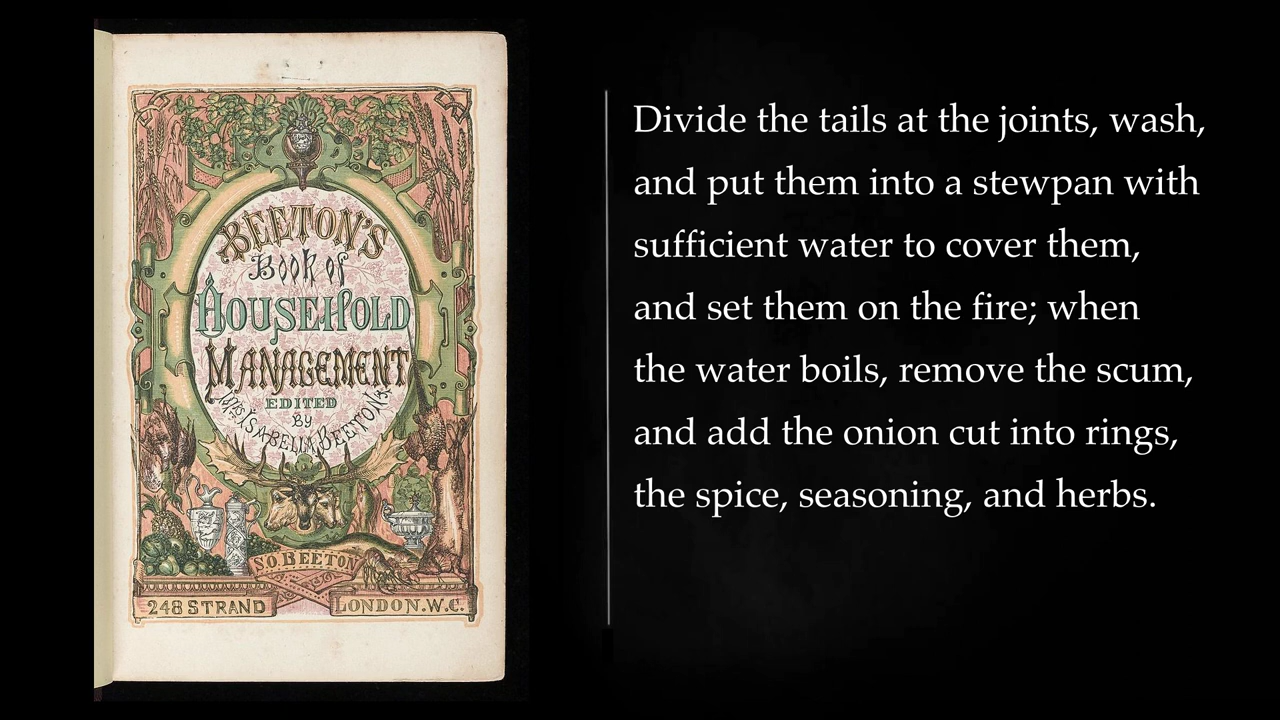 BEETON'S
Book of
HOUSEHOLD
MANAGEMENT
EDITED
By
MRS ISABELLA BEETON
S.O. BEETON
248 STRAND
LONDON. W.C.
Divide the tails at the joints, wash,
and put them into a stewpan with
sufficient water to cover them,
and set them on the fire; when
the water boils, remove the scum,
and add the onion cut into rings,
the spice, seasoning, and herbs.